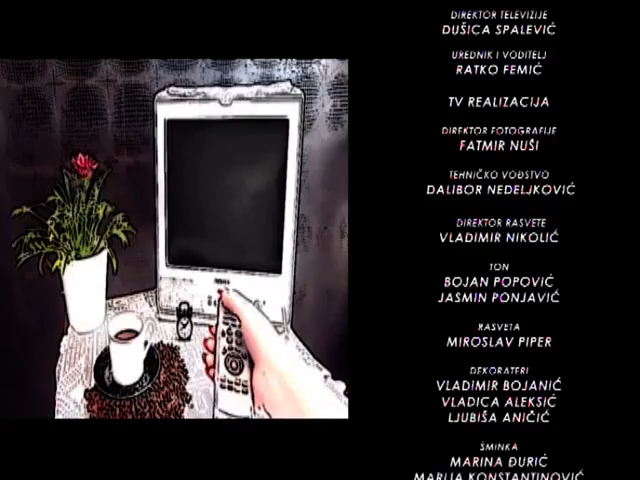 DIREKTOR TELEVIZIJE
DUŠICA SPALEVIĆ
UREDNIK I VODITELJ
RATKO FEMIĆ
TV REALIZACIJA
DIREKTOR FOTOGRAFIJE
FATMIR NUŠI
TEHNIČKO VOĐSTVO
DALIBOR NEDELJKOVIĆ
DIREKTOR RASVETE
VLADIMIR NIKOLIĆ
TON
BOJAN POPOVIĆ
JASMIN PONJAVIĆ
RASVETA
MIROSLAV PIPER
DEKORATERI
VLADIMIR BOJANIĆ
VLADICA ALEKSIĆ
LJUBIŠA ANIČIĆ
ŠMINKA
MARINA ĐURIĆ
MARIJA KONSTANTINOVIĆ